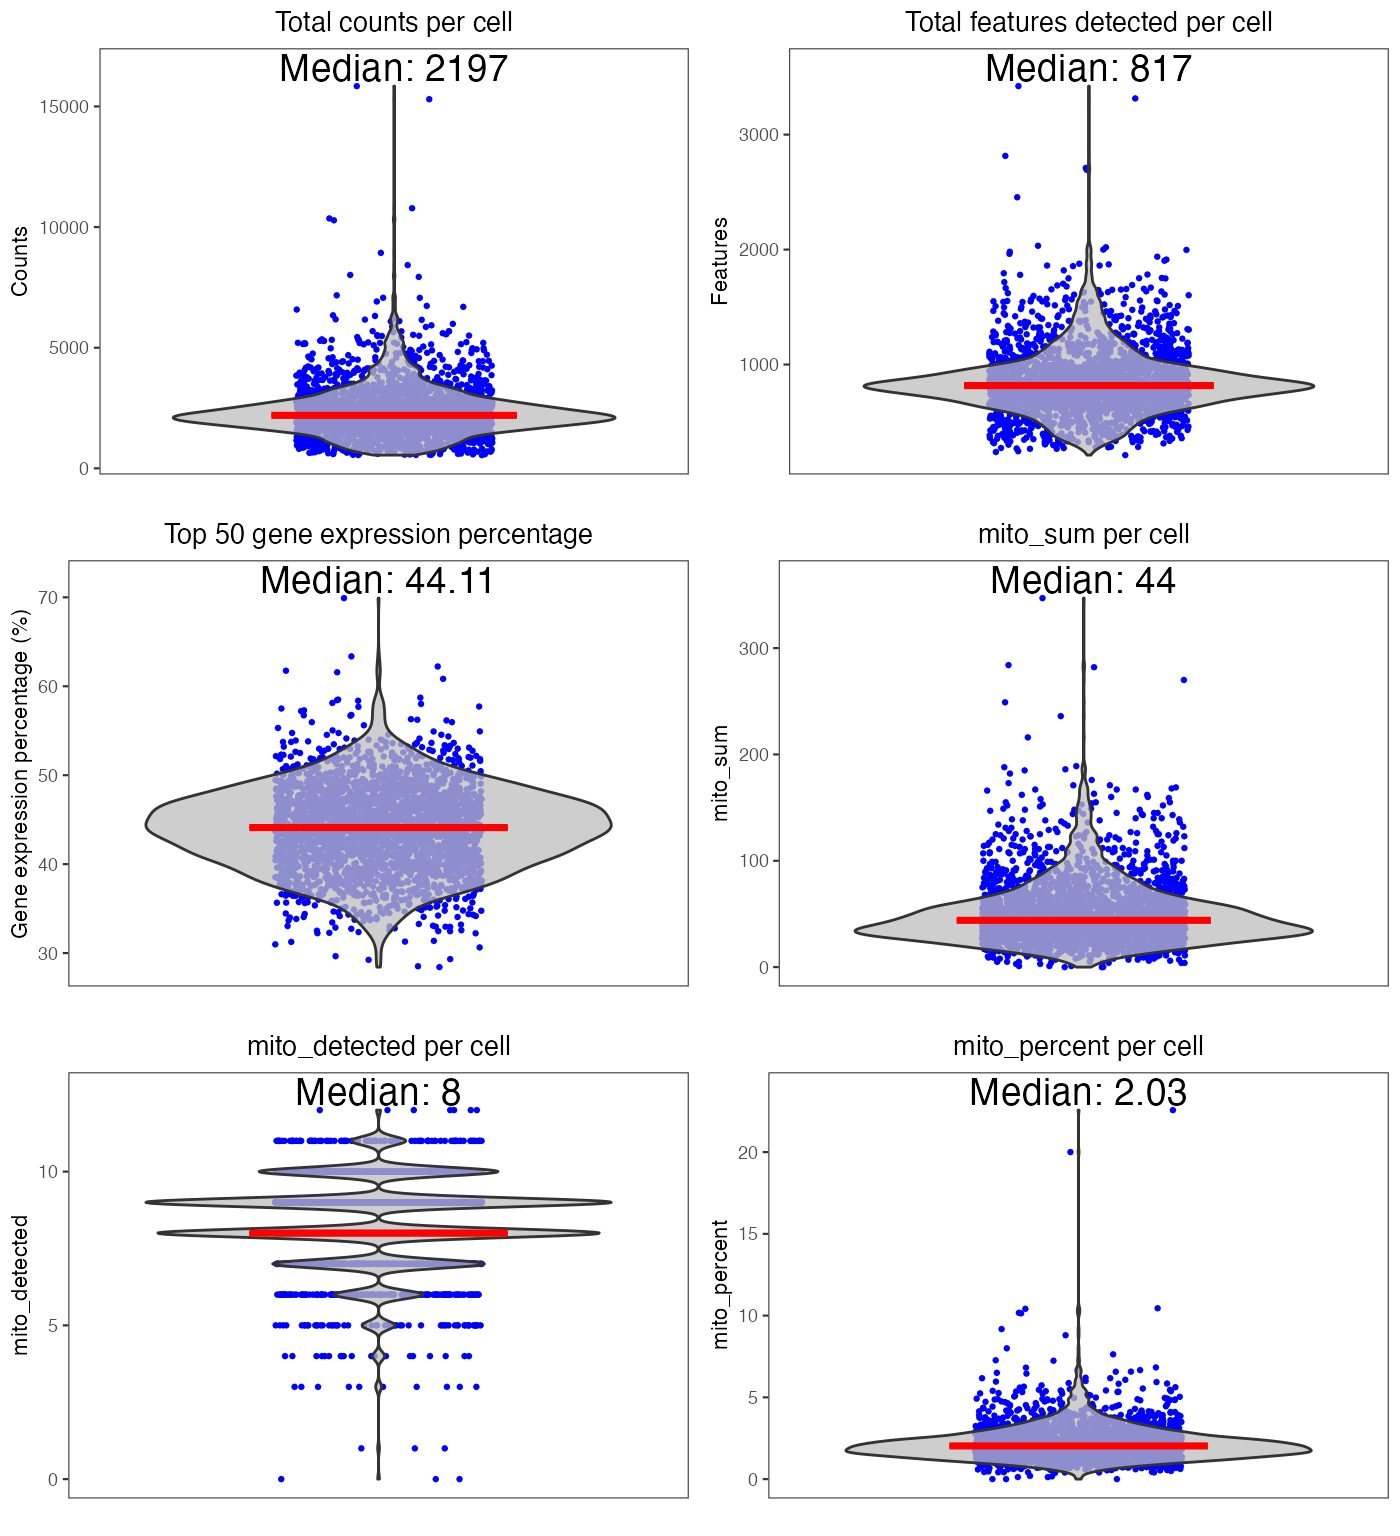 Total counts per cell
Median: 2197
Counts
15000
10000
5000
0
Total features detected per cell
Median: 817
Features
3000
2000
1000
Top 50 gene expression percentage
Median: 44.11
Gene expression percentage (%)
70
60
50
40
30
mito_sum per cell
Median: 44
mito_sum
300
200
100
0
mito_detected per cell
Median: 8
mito_detected
10
5
0
mito_percent per cell
Median: 2.03
mito_percent
20
15
10
5
0